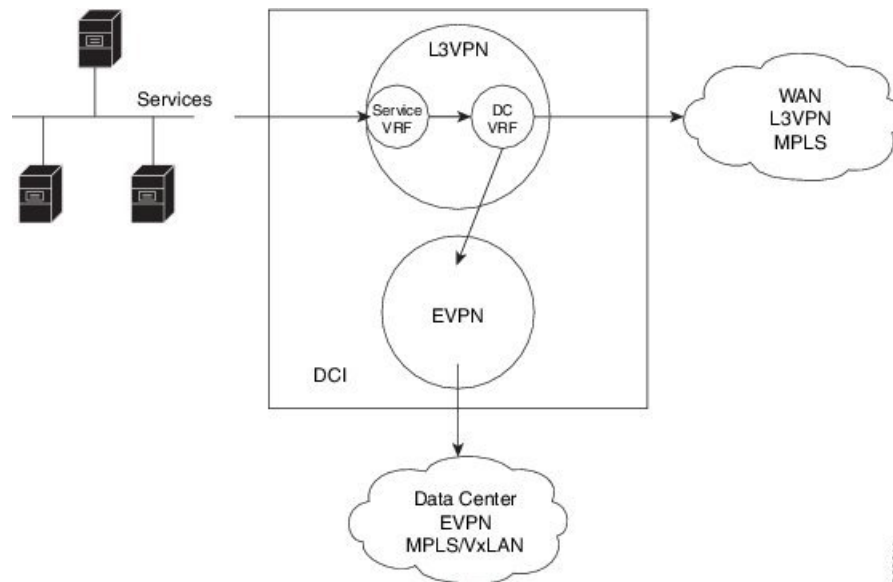 L3VPN
Services
Service
VRF
DC
VRF
WAN
L3VPN
MPLS
EVPN
DCI
Data Center
EVPN
MPLS/VxLAN